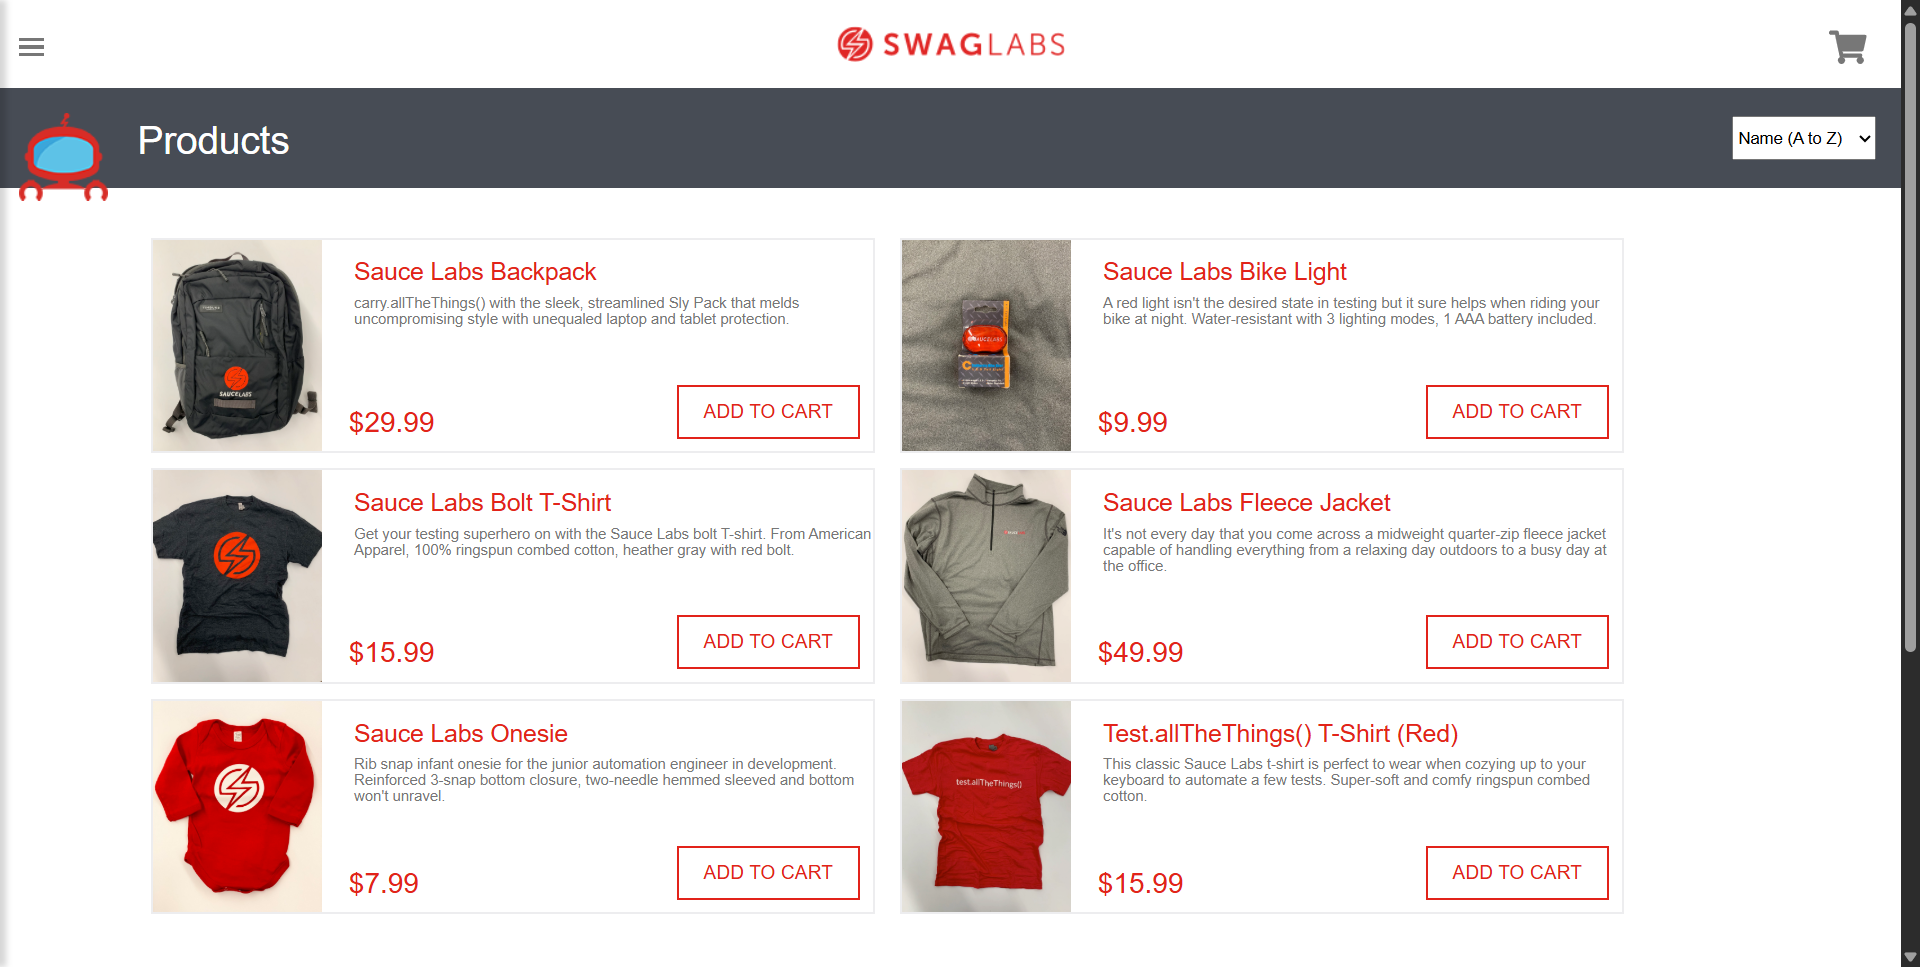 SWAGLABS
Products
Name (A to Z)
Sauce Labs Backpack
carry.allTheThings() with the sleek, streamlined Sly Pack that melds
uncompromising style with unequaled laptop and tablet protection.
$29.99
ADD TO CART
SAUCELABS
Sauce Labs Bike Light
A red light isn't the desired state in testing but it sure helps when riding your
bike at night. Water-resistant with 3 lighting modes, 1 AAA battery included.
$9.99
ADD TO CART
SAUCELABS
Sauce Labs Bolt T-Shirt
Get your testing superhero on with the Sauce Labs bolt T-shirt. From American
Apparel, 100% ringspun combed cotton, heather gray with red bolt.
$15.99
ADD TO CART
Sauce Labs Fleece Jacket
It's not every day that you come across a midweight quarter-zip fleece jacket
capable of handling everything from a relaxing day outdoors to a busy day at
the office.
$49.99
ADD TO CART
Sauce Labs Onesie
Rib snap infant onesie for the junior automation engineer in development.
Reinforced 3-snap bottom closure, two-needle hemmed sleeved and bottom
won't unravel.
$7.99
ADD TO CART
Test.allTheThings() T-Shirt (Red)
This classic Sauce Labs t-shirt is perfect to wear when cozying up to your
keyboard to automate a few tests. Super-soft and comfy ringspun combed
cotton.
$15.99
ADD TO CART
test.allTheThings()